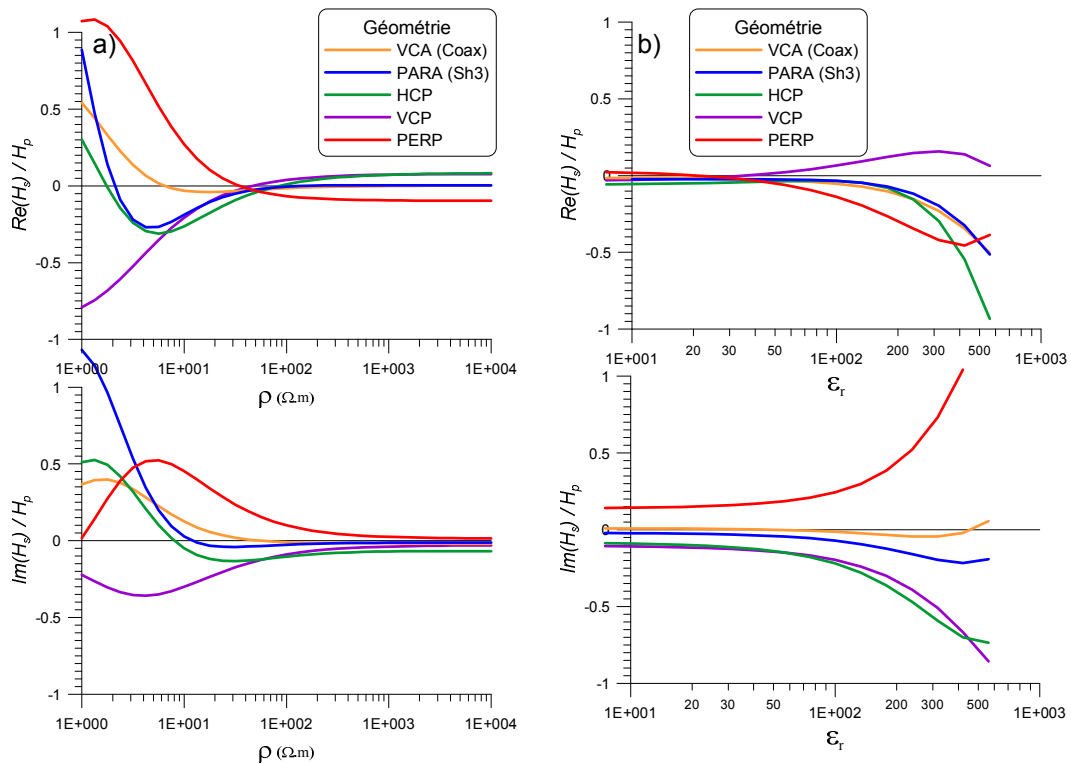 a)
Géométrie
VCA (Coax)
PARA (Sh3)
HCP
VCP
PERP
Re(Hs) / Hp
1
0.5
0
-0.5
-1
1E+000 1E+001 1E+002 1E+003 1E+004
ρ (Ω.m)
b)
Géométrie
VCA (Coax)
PARA (Sh3)
HCP
VCP
PERP
Re(Hs) / Hp
1
0.5
0
-0.5
-1
1E+001 20 30 50 1E+002 200 300 500 1E+003
εr
Im(Hs) / Hp
1
0.5
0
-0.5
-1
1E+000 1E+001 1E+002 1E+003 1E+004
ρ (Ω.m)
Im(Hs) / Hp
1
0.5
0
-0.5
-1
1E+001 20 30 50 1E+002 200 300 500 1E+003
εr